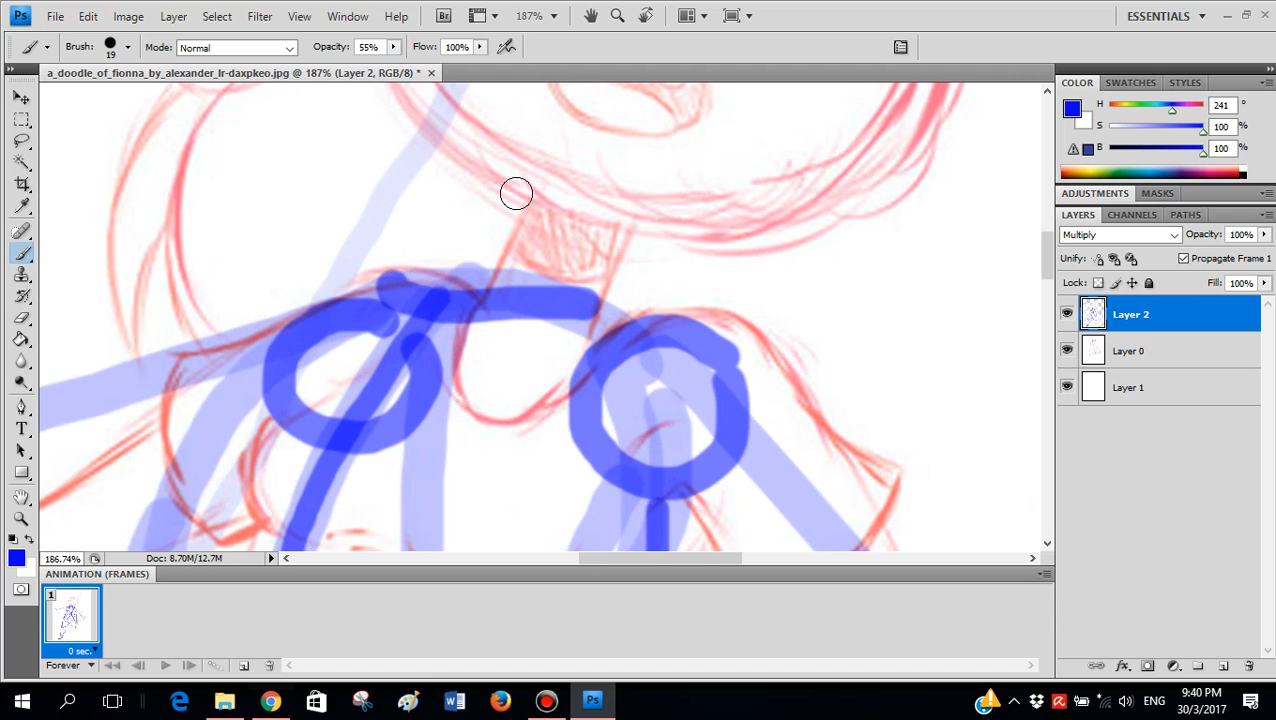 Ps File Edit Image Layer Select Filter View Window Help Br 187% ESSENTIALS
Brush: 19 Mode: Normal Opacity: 55% Flow: 100%
a_doodle_of_fionna_by_alexander_lr-daxpkeo.jpg @ 187% (Layer 2, RGB/8) *
COLOR SWATCHES STYLES
H 241 °
S 100 %
B 100 %
ADJUSTMENTS MASKS
LAYERS CHANNELS PATHS
Multiply Opacity: 100%
Unify: Propagate Frame 1
Lock: Fill: 100%
Layer 2
Layer 0
Layer 1
186.74% Doc: 8.70M/12.7M
ANIMATION (FRAMES)
1
0 sec.
Forever
9:40 PM
ENG
30/3/2017